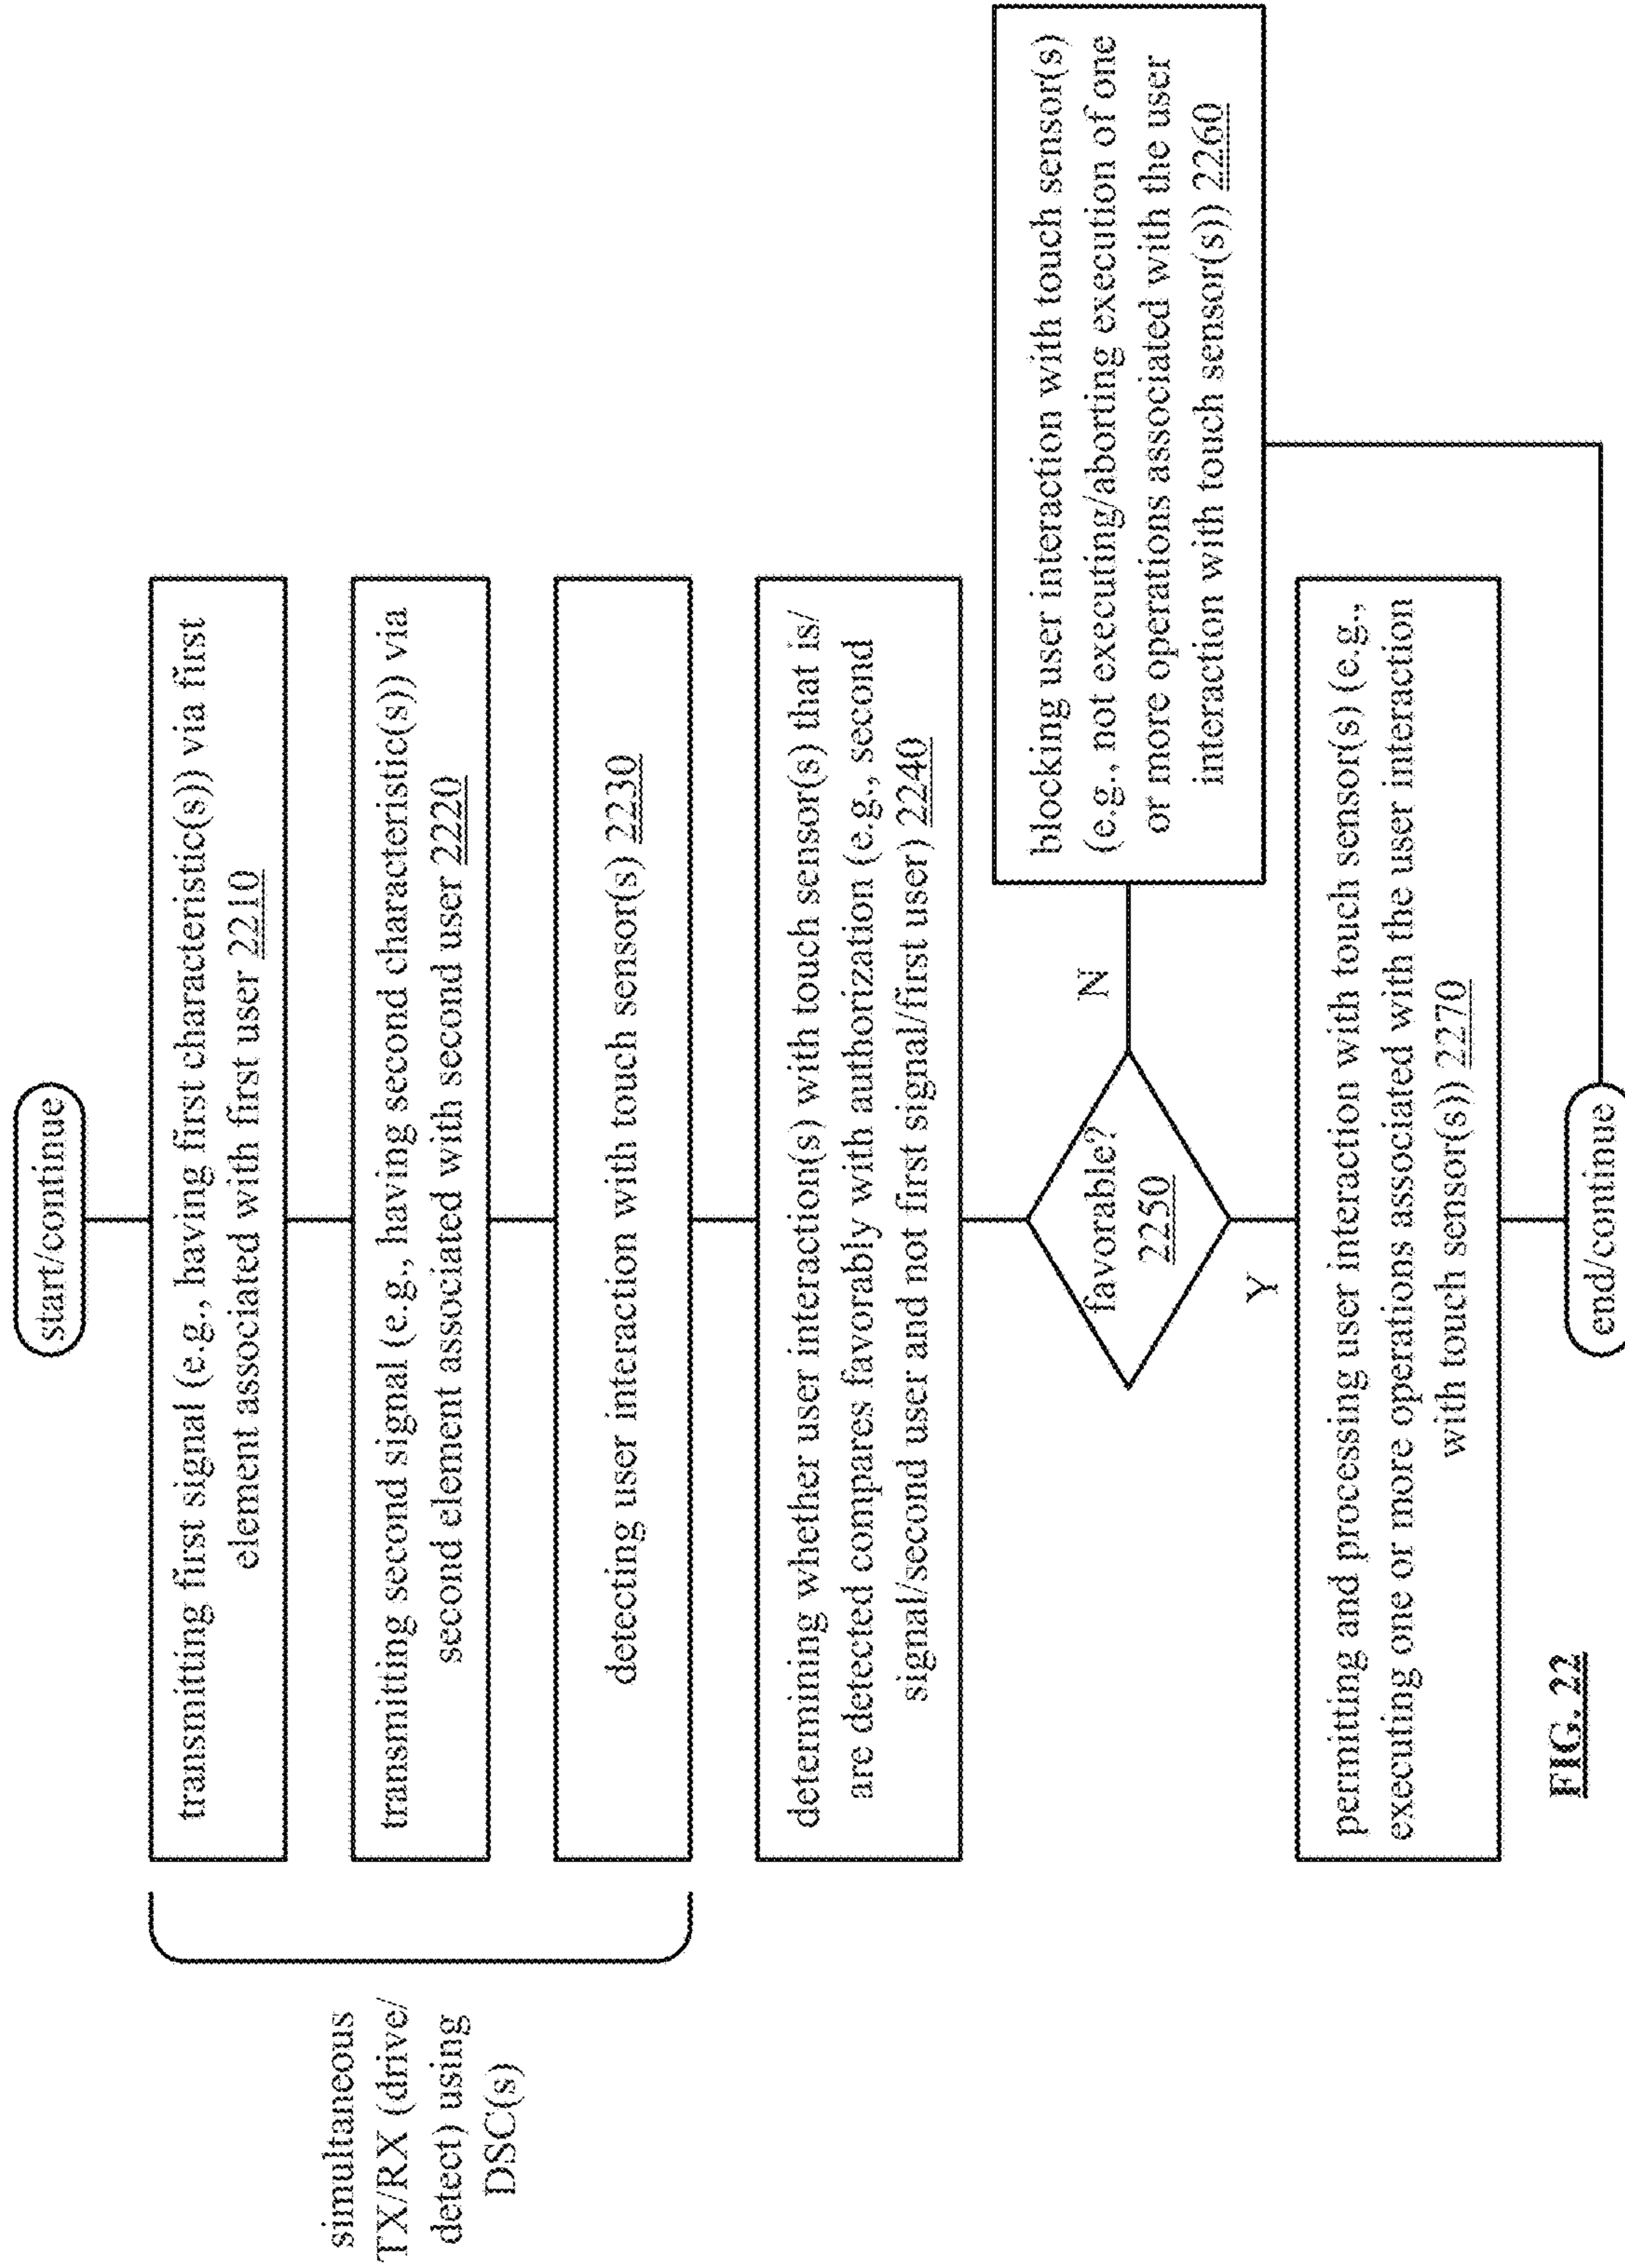 start/continue
simultaneous
TX/RX (drive/
detect) using
DSC(s)
transmitting first signal (e.g., having first characteristic(s)) via first
element associated with first user 2210
transmitting second signal (e.g., having second characteristic(s)) via
second element associated with second user 2220
detecting user interaction with touch sensor(s) 2230
determining whether user interaction(s) with touch sensor(s) that is/
are detected compares favorably with authorization (e.g., second
signal/second user and not first signal/first user) 2240
favorable?
2250
N
blocking user interaction with touch sensor(s)
(e.g., not executing/aborting execution of one
or more operations associated with the user
interaction with touch sensor(s)) 2260
Y
permitting and processing user interaction with touch sensor(s) (e.g.,
executing one or more operations associated with the user interaction
with touch sensor(s)) 2270
end/continue
FIG. 22